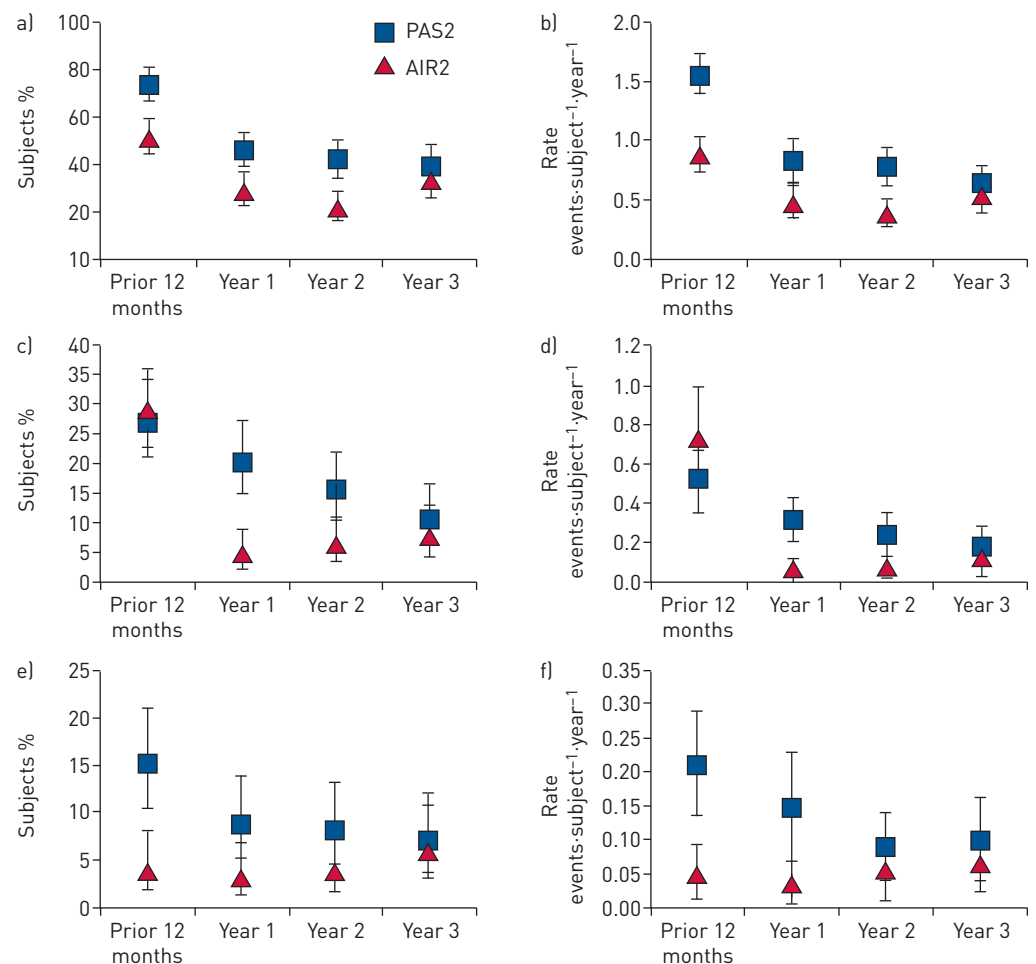 a)
Subjects %
100
80
60
40
20
10
Prior 12 months
Year 1
Year 2
Year 3
PAS2
AIR2
b)
Rate
events·subject⁻¹·year⁻¹
2.0
1.5
1.0
0.5
0.0
Prior 12 months
Year 1
Year 2
Year 3
c)
Subjects %
40
35
30
25
20
15
10
5
0
Prior 12 months
Year 1
Year 2
Year 3
d)
Rate
events·subject⁻¹·year⁻¹
1.2
1.0
0.8
0.6
0.4
0.2
0.0
Prior 12 months
Year 1
Year 2
Year 3
e)
Subjects %
25
20
15
10
5
0
Prior 12 months
Year 1
Year 2
Year 3
f)
Rate
events·subject⁻¹·year⁻¹
0.35
0.30
0.25
0.20
0.15
0.10
0.05
0.00
Prior 12 months
Year 1
Year 2
Year 3